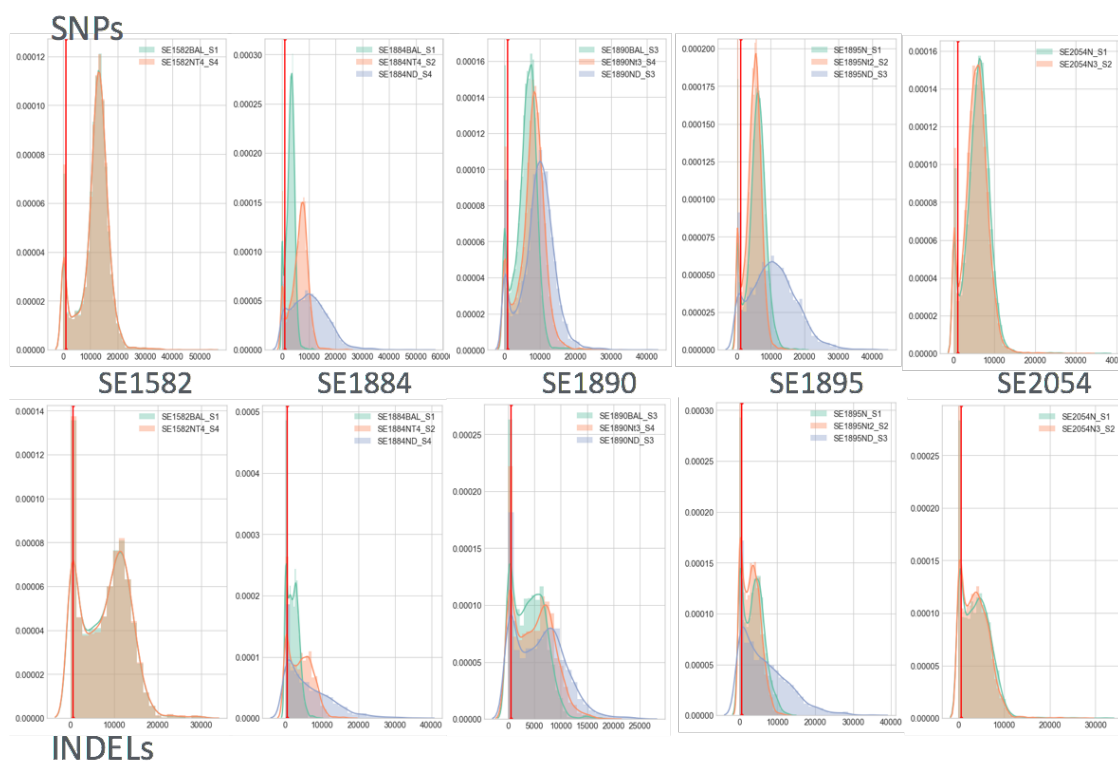 SNPs
SE1582BAL_S1
SE1582NT4_S4
0.00012
0.00010
0.00008
0.00006
0.00004
0.00002
0.00000
0 10000 20000 30000 40000 50000
SE1884BAL_S1
SE1884NT4_S2
SE1884ND_S4
0.00030
0.00025
0.00020
0.00015
0.00010
0.00005
0.00000
0 10000 20000 30000 40000 50000 6000
SE1890BAL_S3
SE1890Nt3_S4
SE1890ND_S3
0.00016
0.00014
0.00012
0.00010
0.00008
0.00006
0.00004
0.00002
0.00000
0 10000 20000 30000 40000
SE1895N_S1
SE1895Nt2_S2
SE1895ND_S3
0.000200
0.000175
0.000150
0.000125
0.000100
0.000075
0.000050
0.000025
0.000000
0 10000 20000 30000 40000
SE2054N_S1
SE2054N3_S2
0.00016
0.00014
0.00012
0.00010
0.00008
0.00006
0.00004
0.00002
0.00000
0 10000 20000 30000 400
SE1582 SE1884 SE1890 SE1895 SE2054
SE1582BAL_S1
SE1582NT4_S4
0.00014
0.00012
0.00010
0.00008
0.00006
0.00004
0.00002
0.00000
0 10000 20000 30000
SE1884BAL_S1
SE1884NT4_S2
SE1884ND_S4
0.0005
0.0004
0.0003
0.0002
0.0001
0.0000
0 10000 20000 30000 40000
SE1890BAL_S3
SE1890Nt3_S4
SE1890ND_S3
0.00025
0.00020
0.00015
0.00010
0.00005
0.00000
0 5000 10000 15000 20000 25000
SE1895N_S1
SE1895Nt2_S2
SE1895ND_S3
0.00030
0.00025
0.00020
0.00015
0.00010
0.00005
0.00000
0 10000 20000 30000 40000
SE2054N_S1
SE2054N3_S2
0.00025
0.00020
0.00015
0.00010
0.00005
0.00000
0 10000 20000 30000
INDELs